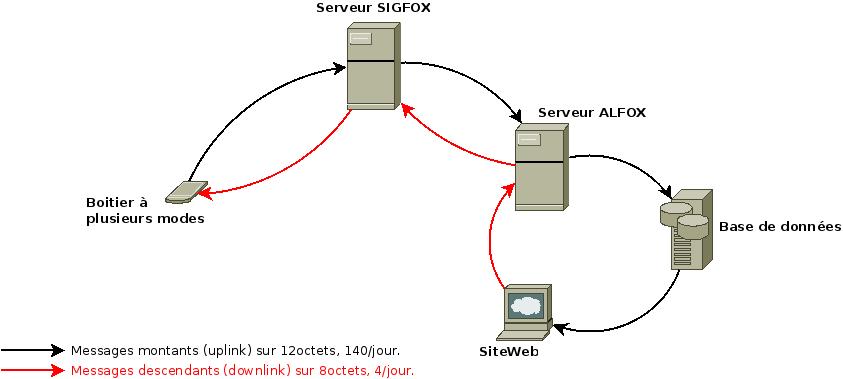 Serveur SIGFOX
Serveur ALFOX
Boitier à
plusieurs modes
Base de données
SiteWeb
Messages montants (uplink) sur 12octets, 140/jour.
Messages descendants (downlink) sur 8octets, 4/jour.